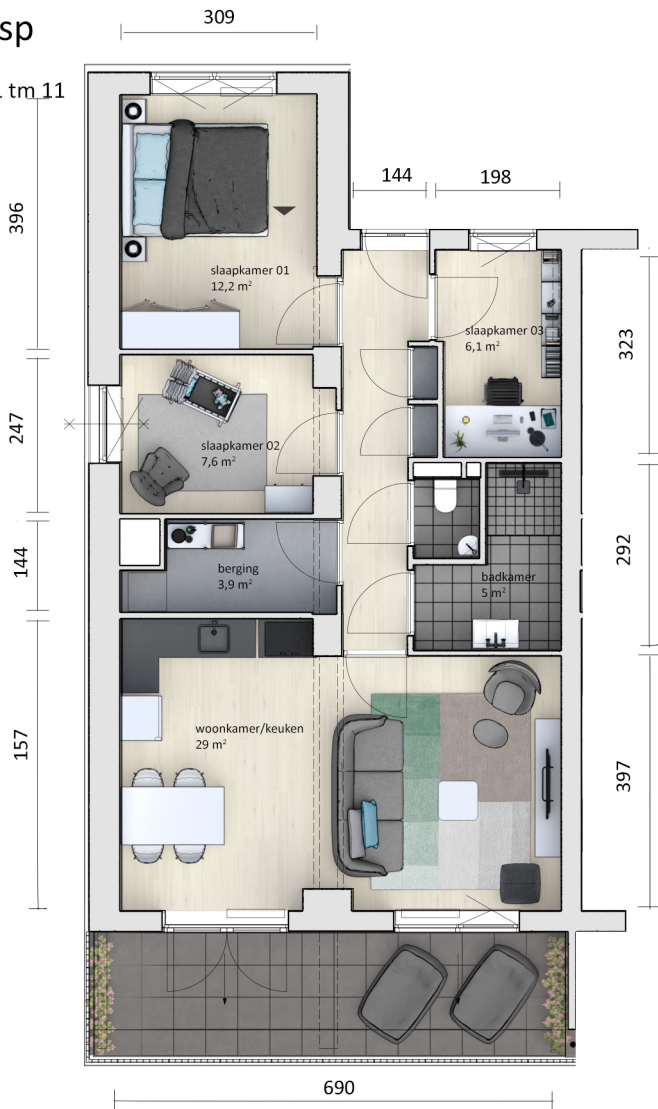 sp
309
tm 11
144
198
396
slaapkamer 01
12,2 m²
slaapkamer 03
6,1 m²
323
247
slaapkamer 02
7,6 m²
144
berging
3,9 m²
292
badkamer
5 m²
157
woonkamer/keuken
29 m²
397
690